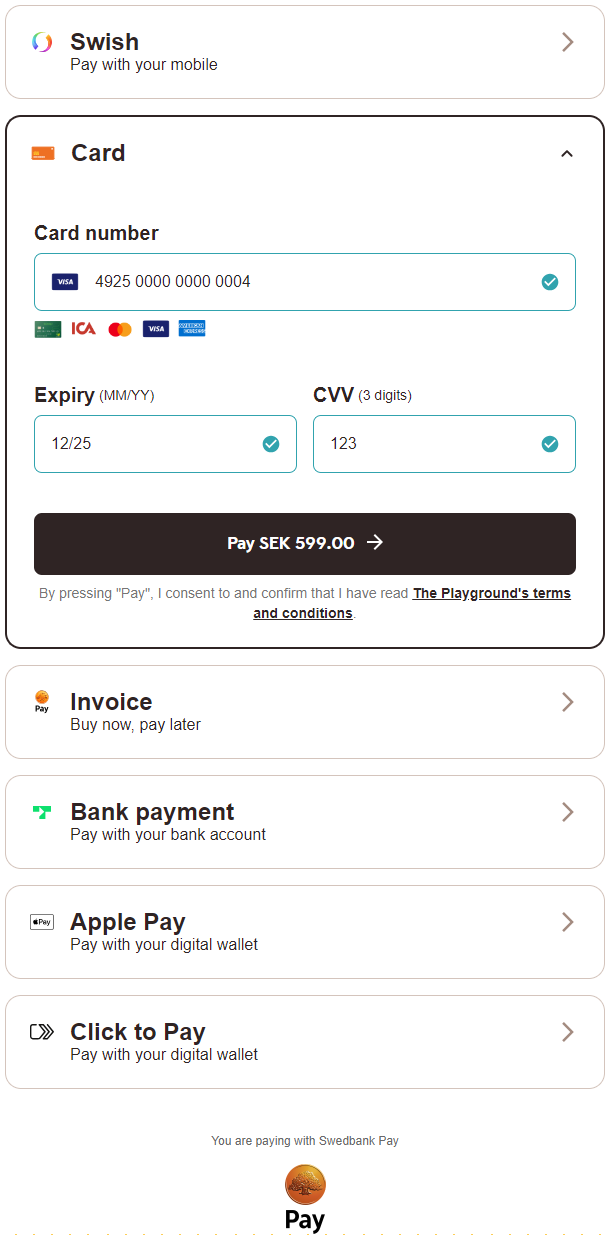 Swish
Pay with your mobile
Card
Card number
VISA 4925 0000 0000 0004
ICA VISA AMERICAN EXPRESS
Expiry (MM/YY) CVV (3 digits)
12/25 123
Pay SEK 599.00
By pressing "Pay", I consent to and confirm that I have read The Playground's terms
and conditions.
Invoice
Pay
Buy now, pay later
Bank payment
Pay with your bank account
Pay Apple Pay
Pay with your digital wallet
Click to Pay
Pay with your digital wallet
You are paying with Swedbank Pay
Pay